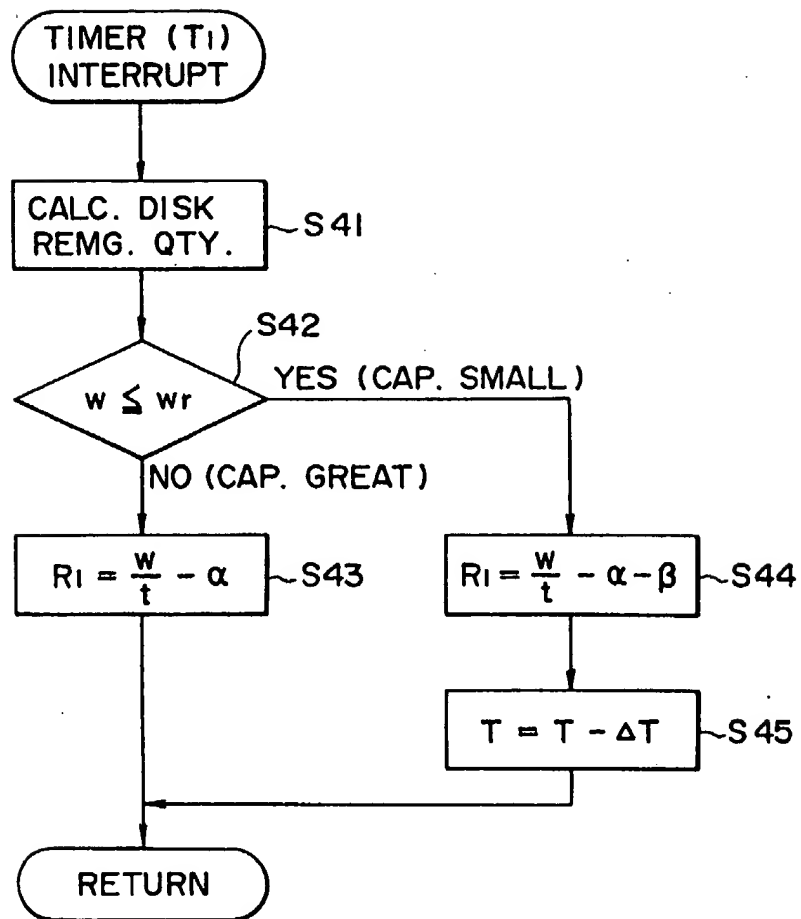 TIMER (T1)
INTERRUPT
CALC. DISK
REMG. QTY.
S41
S42
w ≦ wr
YES (CAP. SMALL)
NO (CAP. GREAT)
R1 = w/t - α
S43
R1 = w/t - α - β
S44
T = T - ΔT
S45
RETURN